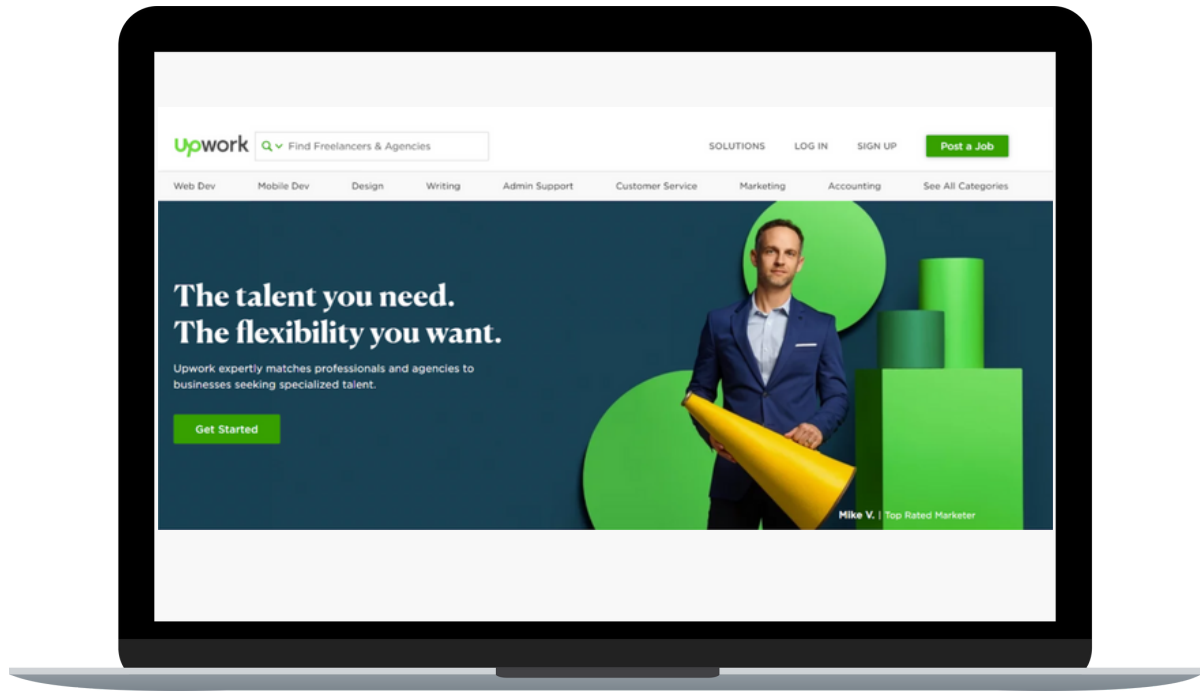 Upwork
Find Freelancers & Agencies
SOLUTIONS LOG IN SIGN UP Post a Job
Web Dev Mobile Dev Design Writing Admin Support Customer Service Marketing Accounting See All Categories
The talent you need.
The flexibility you want.
Upwork expertly matches professionals and agencies to
businesses seeking specialized talent.
Get Started
Mike V. | Top Rated Marketer